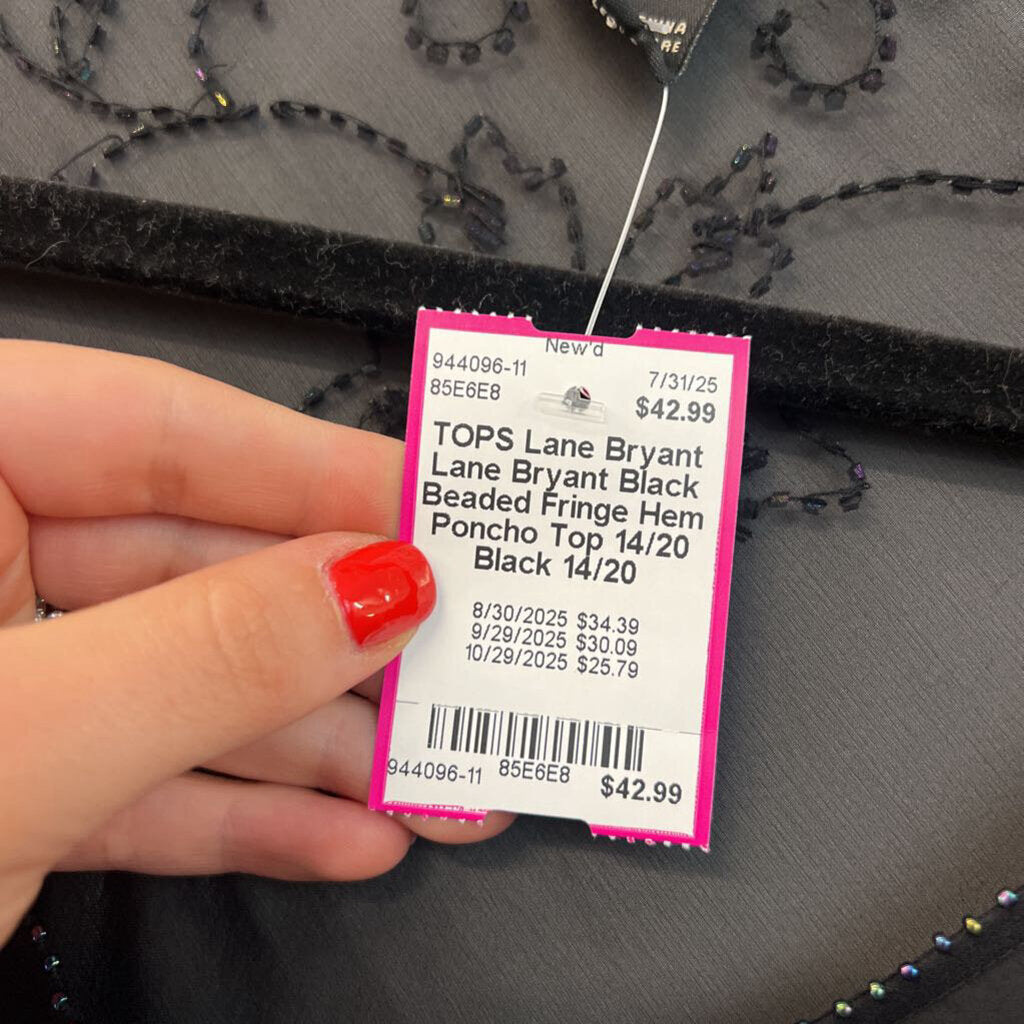 RE
New'd
944096-11
7/31/25
85E6E8
$42.99
TOPS Lane Bryant
Lane Bryant Black
Beaded Fringe Hem
Poncho Top 14/20
Black 14/20
8/30/2025 $34.39
9/29/2025 $30.09
10/29/2025 $25.79
944096-11 85E6E8 $42.99